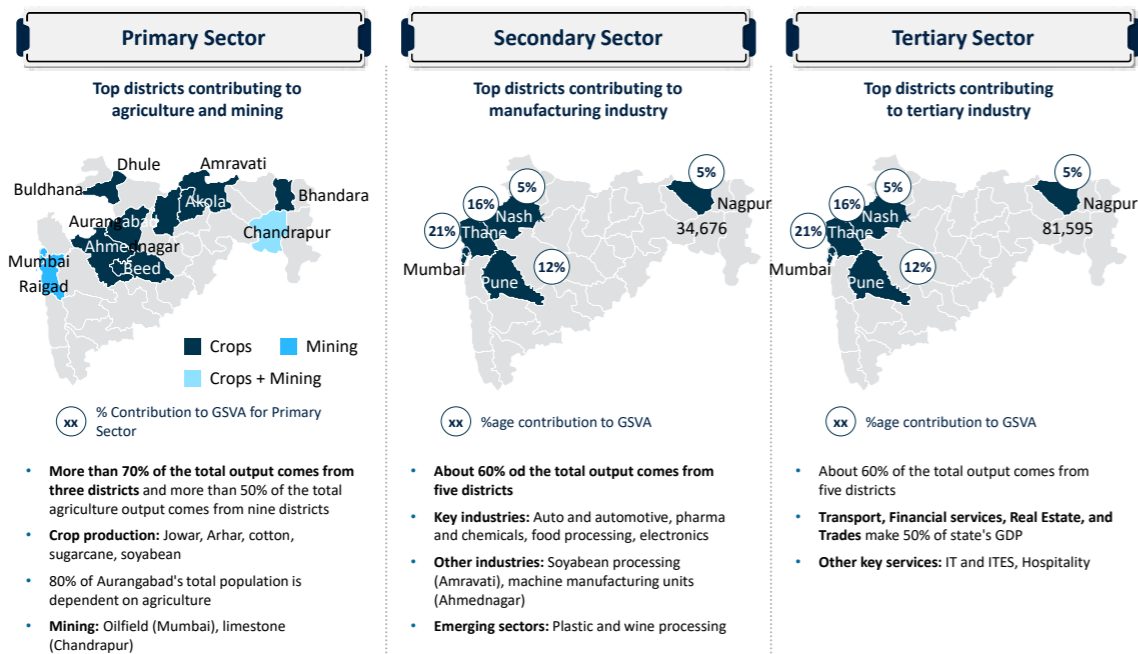 Primary Sector
Top districts contributing to
agriculture and mining
Dhule
Amravati
Buldhana
Akola
Bhandara
Aurangab
Chandrapur
Ahmednagar
Mumbai
Beed
Raigad
Crops
Mining
Crops + Mining
xx
% Contribution to GSVA for Primary
Sector
• More than 70% of the total output comes from
three districts and more than 50% of the total
agriculture output comes from nine districts
• Crop production: Jowar, Arhar, cotton,
sugarcane, soyabean
• 80% of Aurangabad's total population is
dependent on agriculture
• Mining: Oilfield (Mumbai), limestone
(Chandrapur)
Secondary Sector
Top districts contributing to
manufacturing industry
5%
5%
16%
Nash
Nagpur
21%
Thane
34,676
Mumbai
12%
Pune
xx
%age contribution to GSVA
• About 60% od the total output comes from
five districts
• Key industries: Auto and automotive, pharma
and chemicals, food processing, electronics
• Other industries: Soyabean processing
(Amravati), machine manufacturing units
(Ahmednagar)
• Emerging sectors: Plastic and wine processing
Tertiary Sector
Top districts contributing
to tertiary industry
5%
5%
16%
Nash
Nagpur
21%
Thane
81,595
Mumbai
12%
Pune
xx
%age contribution to GSVA
• About 60% of the total output comes from
five districts
• Transport, Financial services, Real Estate, and
Trades make 50% of state's GDP
• Other key services: IT and ITES, Hospitality